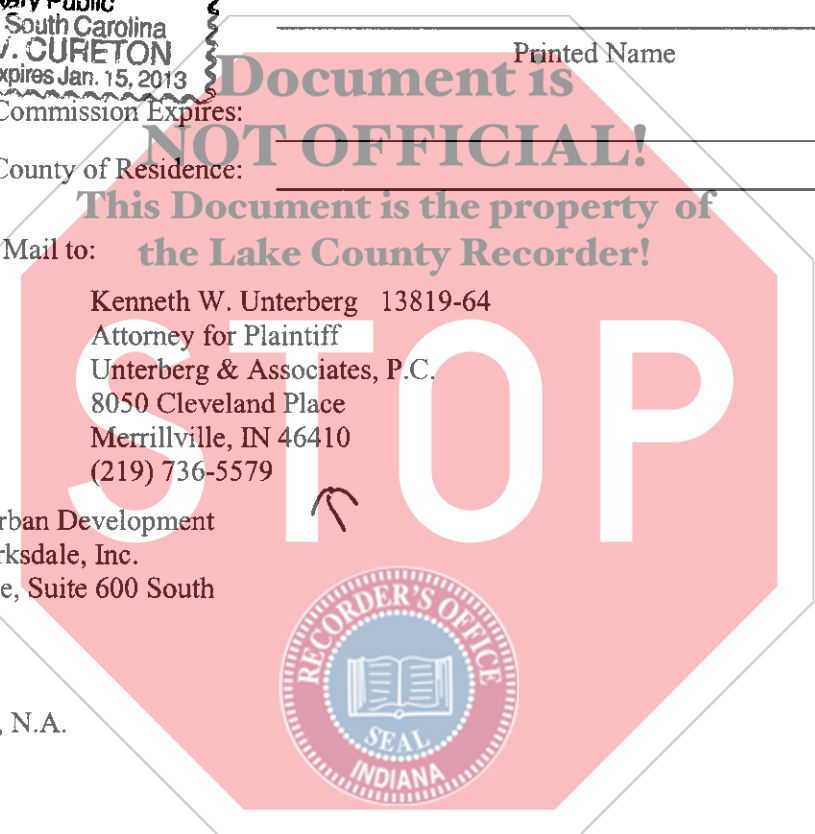 Public
South Carolina
CURETON
xpires Jan. 15, 2013
Printed Name
Document is
Commission Expires:
NOT OFFICIAL!
County of Residence:
This Document is the property of
the Lake County Recorder!
Mail to:
Kenneth W. Unterberg 13819-64
Attorney for Plaintiff
Unterberg & Associates, P.C.
8050 Cleveland Place
Merrillville, IN 46410
(219) 736-5579
STOP
rban Development
rksdale, Inc.
e, Suite 600 South
, N.A.
RECORDER'S OFFICE
SEAL
INDIANA